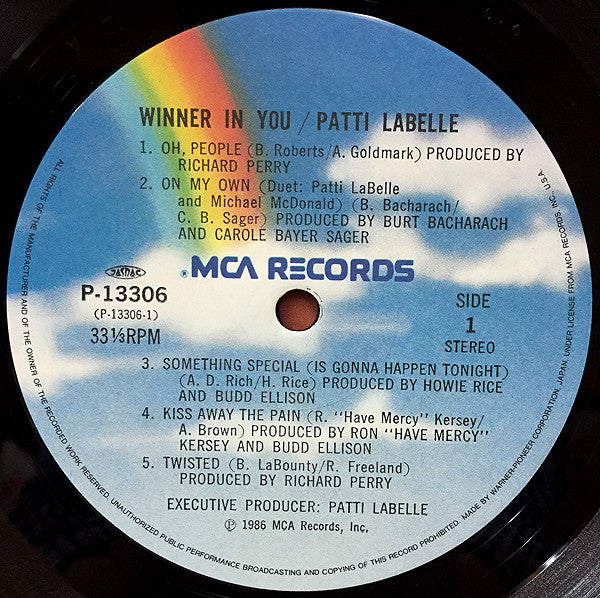 WINNER IN YOU / PATTI LABELLE
1. OH, PEOPLE (B. Roberts/A. Goldmark) PRODUCED BY
RICHARD PERRY
2. ON MY OWN (Duet: Patti LaBelle
and Michael McDonald) (B. Bacharach/
C. B. Sager) PRODUCED BY BURT BACHARACH
AND CAROLE BAYER SAGER
® MCA RECORDS
JASRAC
P-13306
(P-13306-1)
33⅓RPM
SIDE
1
STEREO
3. SOMETHING SPECIAL (IS GONNA HAPPEN TONIGHT)
(A. D. Rich/H. Rice) PRODUCED BY HOWIE RICE
AND BUDD ELLISON
4. KISS AWAY THE PAIN (R. "Have Mercy" Kersey/
A. Brown) PRODUCED BY RON "HAVE MERCY"
KERSEY AND BUDD ELLISON
5. TWISTED (B. LaBounty/R. Freeland)
PRODUCED BY RICHARD PERRY
EXECUTIVE PRODUCER: PATTI LABELLE
℗ 1986 MCA Records, Inc.
ALL RIGHTS OF THE MANUFACTURER AND OF THE OWNER OF THE RECORDED WORK RESERVED. UNAUTHORIZED PUBLIC PERFORMANCE BROADCASTING AND COPYING OF THIS RECORD PROHIBITED. MADE BY WARNER-PIONEER CORPORATION, JAPAN. UNDER LICENSE FROM MCA RECORDS, INC. U.S.A.